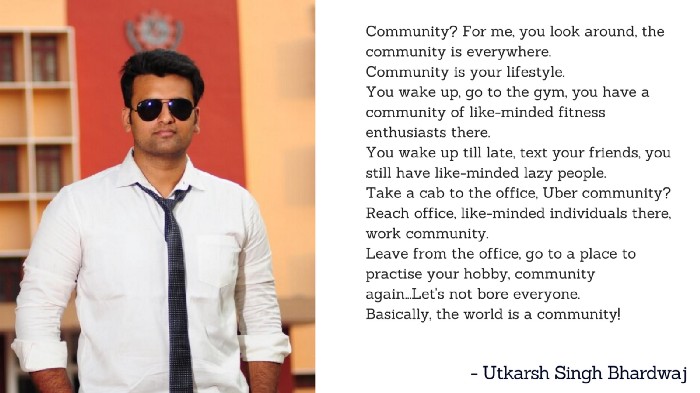 Community? For me, you look around, the
community is everywhere.
Community is your lifestyle.
You wake up, go to the gym, you have a
community of like-minded fitness
enthusiasts there.
You wake up till late, text your friends, you
still have like-minded lazy people.
Take a cab to the office, Uber community?
Reach office, like-minded individuals there,
work community.
Leave from the office, go to a place to
practise your hobby, community
again...Let's not bore everyone.
Basically, the world is a community!
- Utkarsh Singh Bhardwaj